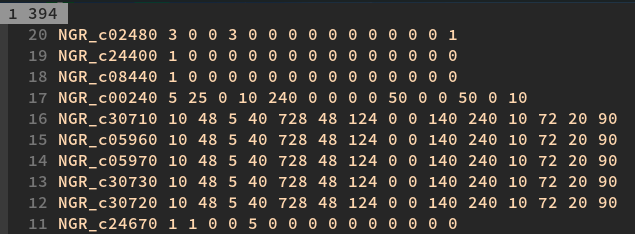 1 394
20 NGR_c02480 3 0 0 3 0 0 0 0 0 0 0 0 0 0 1
19 NGR_c24400 1 0 0 0 0 0 0 0 0 0 0 0 0 0 0
18 NGR_c08440 1 0 0 0 0 0 0 0 0 0 0 0 0 0 0
17 NGR_c00240 5 25 0 10 240 0 0 0 0 50 0 0 50 0 10
16 NGR_c30710 10 48 5 40 728 48 124 0 0 140 240 10 72 20 90
15 NGR_c05960 10 48 5 40 728 48 124 0 0 140 240 10 72 20 90
14 NGR_c05970 10 48 5 40 728 48 124 0 0 140 240 10 72 20 90
13 NGR_c30730 10 48 5 40 728 48 124 0 0 140 240 10 72 20 90
12 NGR_c30720 10 48 5 40 728 48 124 0 0 140 240 10 72 20 90
11 NGR_c24670 1 1 0 0 5 0 0 0 0 0 0 0 0 0 0